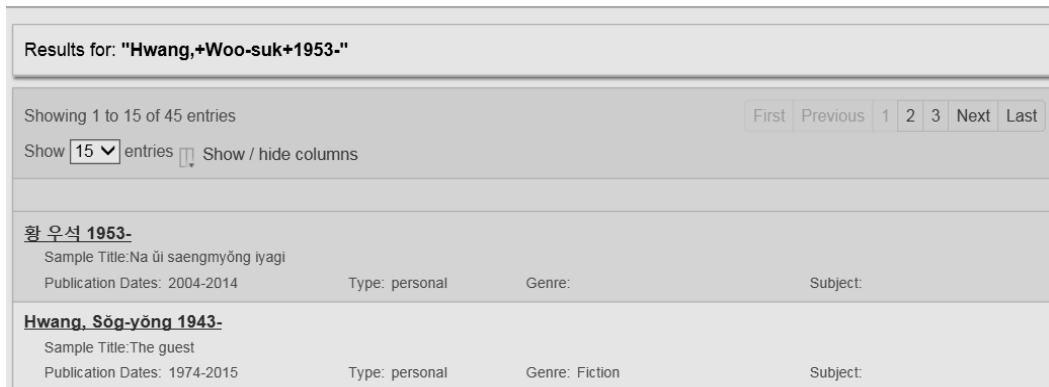 Results for: "Hwang,+Woo-suk+1953-"
Showing 1 to 15 of 45 entries First Previous 1 2 3 Next Last
Show 15 entries Show / hide columns
황 우석 1953-
Sample Title:Na ŭi saengmyŏng iyagi
Publication Dates: 2004-2014 Type: personal Genre: Subject:
Hwang, Sŏg-yŏng 1943-
Sample Title:The guest
Publication Dates: 1974-2015 Type: personal Genre: Fiction Subject: